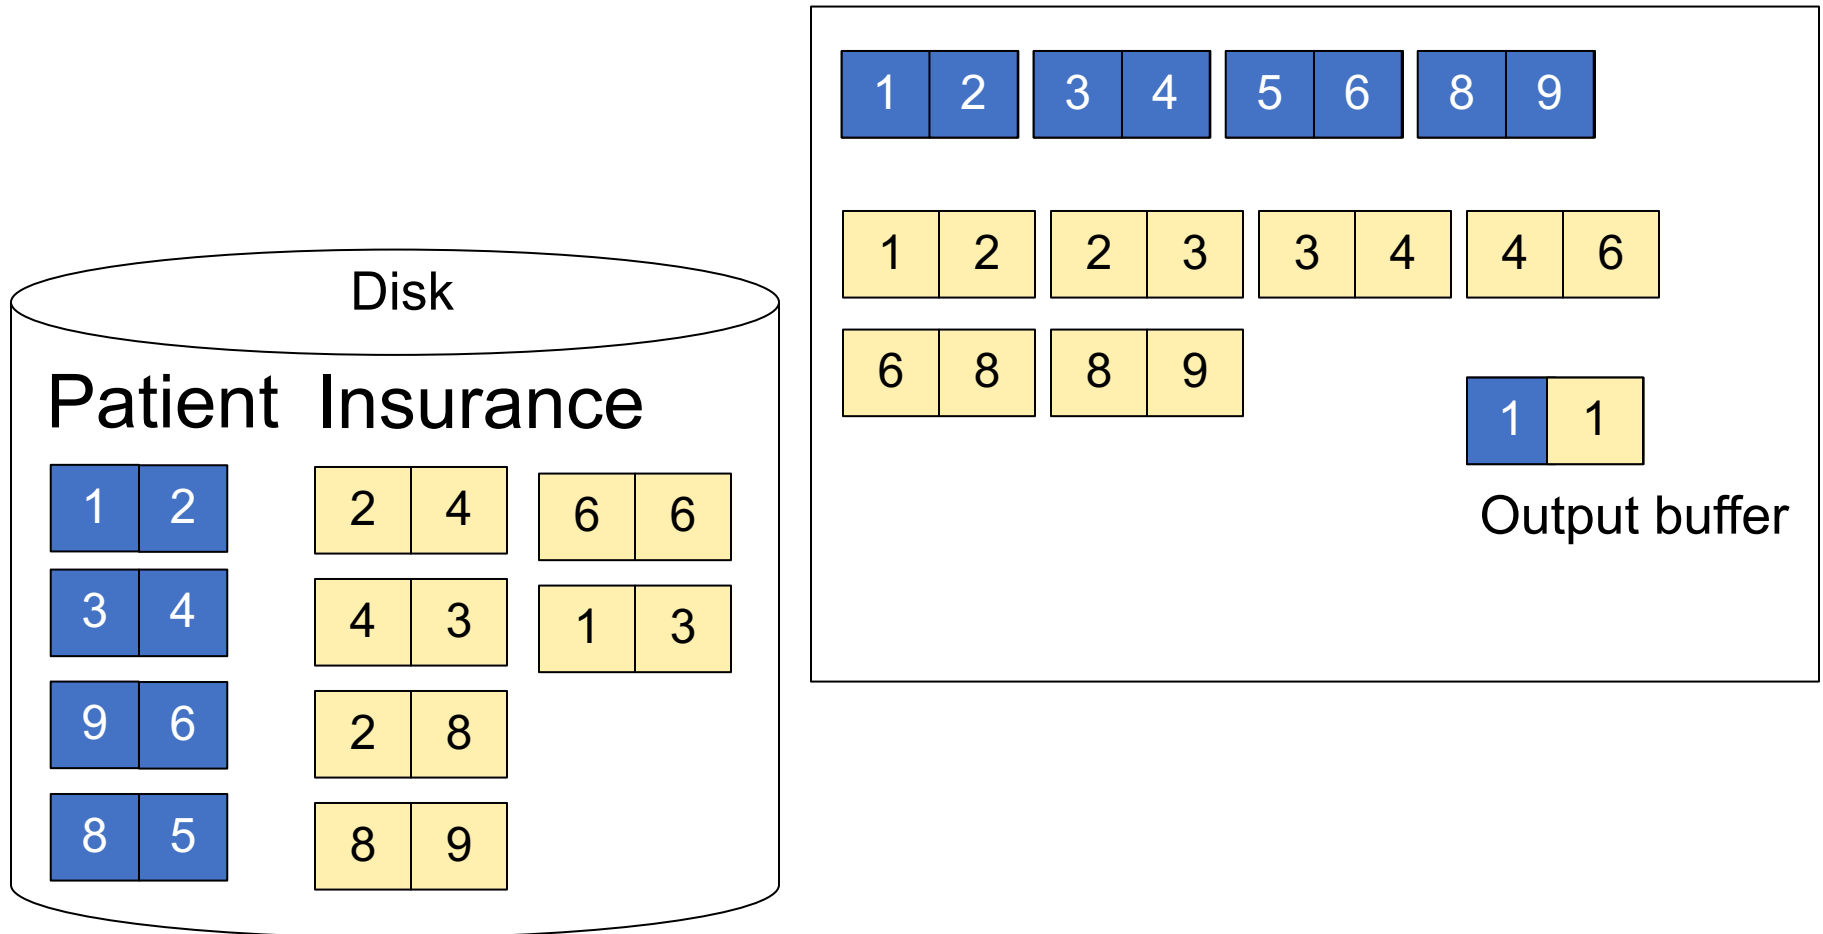 1 2 3 4 5 6 8 9
1 2 2 3 3 4 4 6
6 8 8 9
1 1
Output buffer
Disk
Patient Insurance
1 2 2 4 6 6
3 4 4 3 1 3
9 6 2 8
8 5 8 9